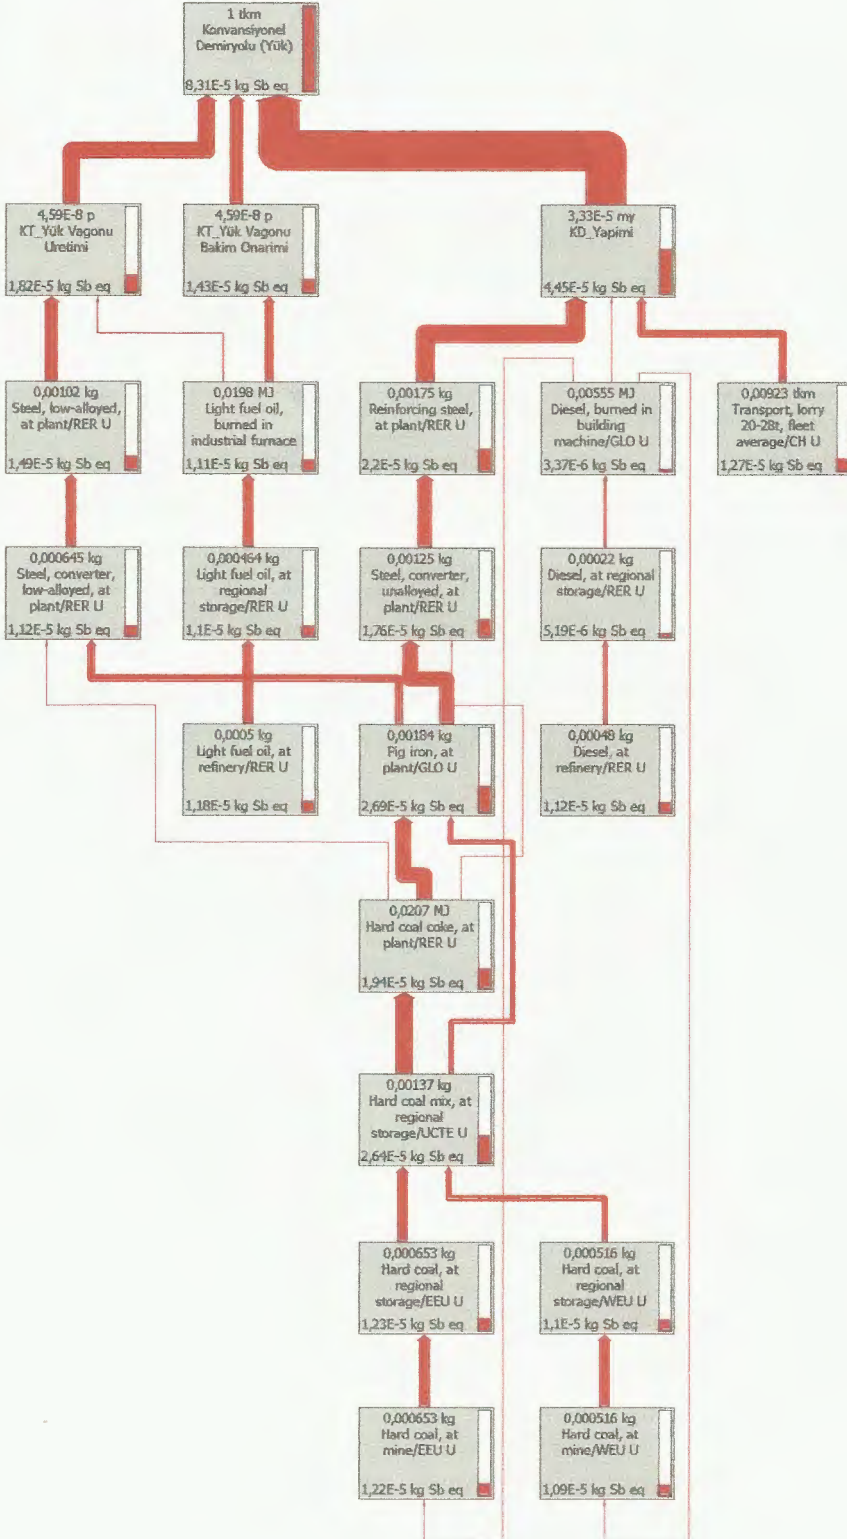 1 tkm
Konvansiyonel
Demiryolu (Yük)
8,31E-5 kg Sb eq
4,59E-8 p
KT_Yük Vagonu
Üretimi
1,82E-5 kg Sb eq
4,59E-8 p
KT_Yük Vagonu
Bakim Onarimi
1,43E-5 kg Sb eq
3,33E-5 my
KD_Yapimi
4,45E-5 kg Sb eq
0,00102 kg
Steel, low-alloyed,
at plant/RER U
1,49E-5 kg Sb eq
0,0198 MJ
Light fuel oil,
burned in
industrial furnace
1,11E-5 kg Sb eq
0,00175 kg
Reinforcing steel,
at plant/RER U
2,2E-5 kg Sb eq
0,00555 MJ
Diesel, burned in
building
machine/GLO U
3,37E-6 kg Sb eq
0,00923 tkm
Transport, lorry
20-28t, fleet
average/CH U
1,27E-5 kg Sb eq
0,000645 kg
Steel, converter,
low-alloyed, at
plant/RER U
1,12E-5 kg Sb eq
0,000464 kg
Light fuel oil, at
regional
storage/RER U
1,1E-5 kg Sb eq
0,00125 kg
Steel, converter,
unalloyed, at
plant/RER U
1,76E-5 kg Sb eq
0,00022 kg
Diesel, at regional
storage/RER U
5,19E-6 kg Sb eq
0,0005 kg
Light fuel oil, at
refinery/RER U
1,18E-5 kg Sb eq
0,00184 kg
Pig iron, at
plant/GLO U
2,69E-5 kg Sb eq
0,00048 kg
Diesel, at
refinery/RER U
1,12E-5 kg Sb eq
0,0207 MJ
Hard coal coke, at
plant/RER U
1,94E-5 kg Sb eq
0,00137 kg
Hard coal mix, at
regional
storage/UCTE U
2,64E-5 kg Sb eq
0,000653 kg
Hard coal, at
regional
storage/EEU U
1,23E-5 kg Sb eq
0,000516 kg
Hard coal, at
regional
storage/WEU U
1,1E-5 kg Sb eq
0,000653 kg
Hard coal, at
mine/EEU U
1,22E-5 kg Sb eq
0,000516 kg
Hard coal, at
mine/WEU U
1,09E-5 kg Sb eq